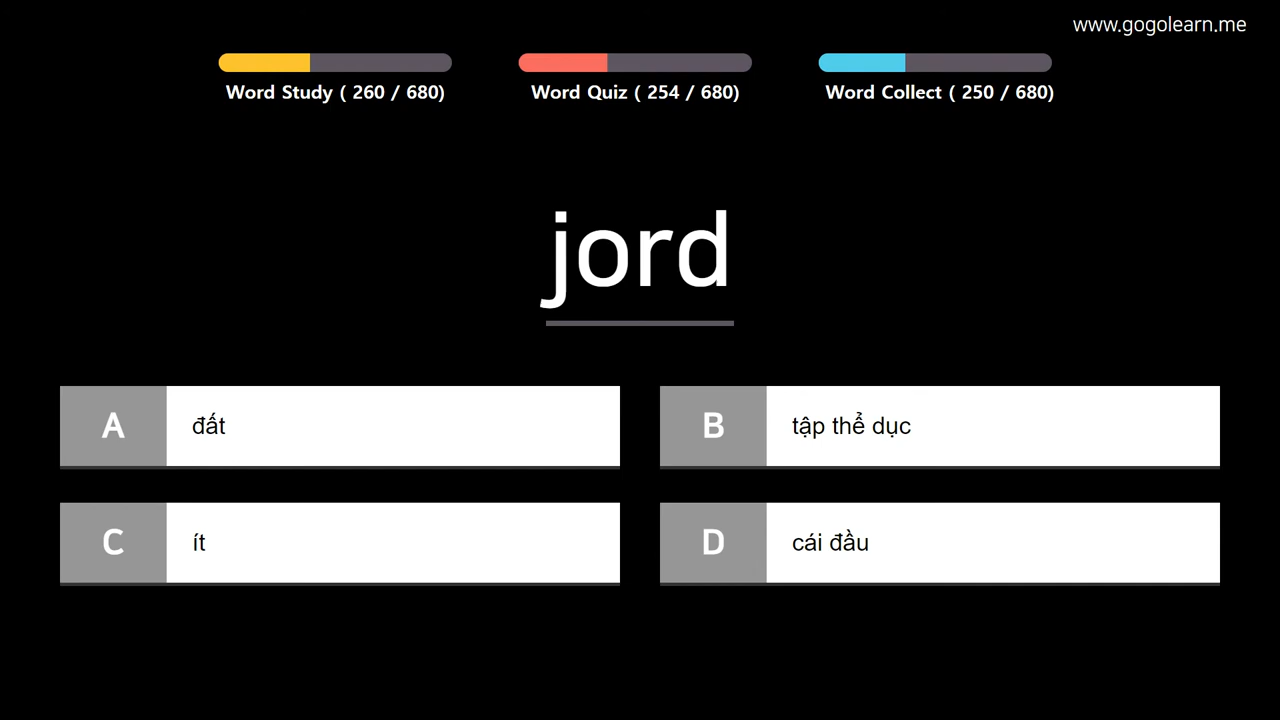 www.gogolearn.me
Word Study ( 260 / 680)
Word Quiz ( 254 / 680)
Word Collect ( 250 / 680)
jord
A đất
B tập thể dục
C ít
D cái đầu